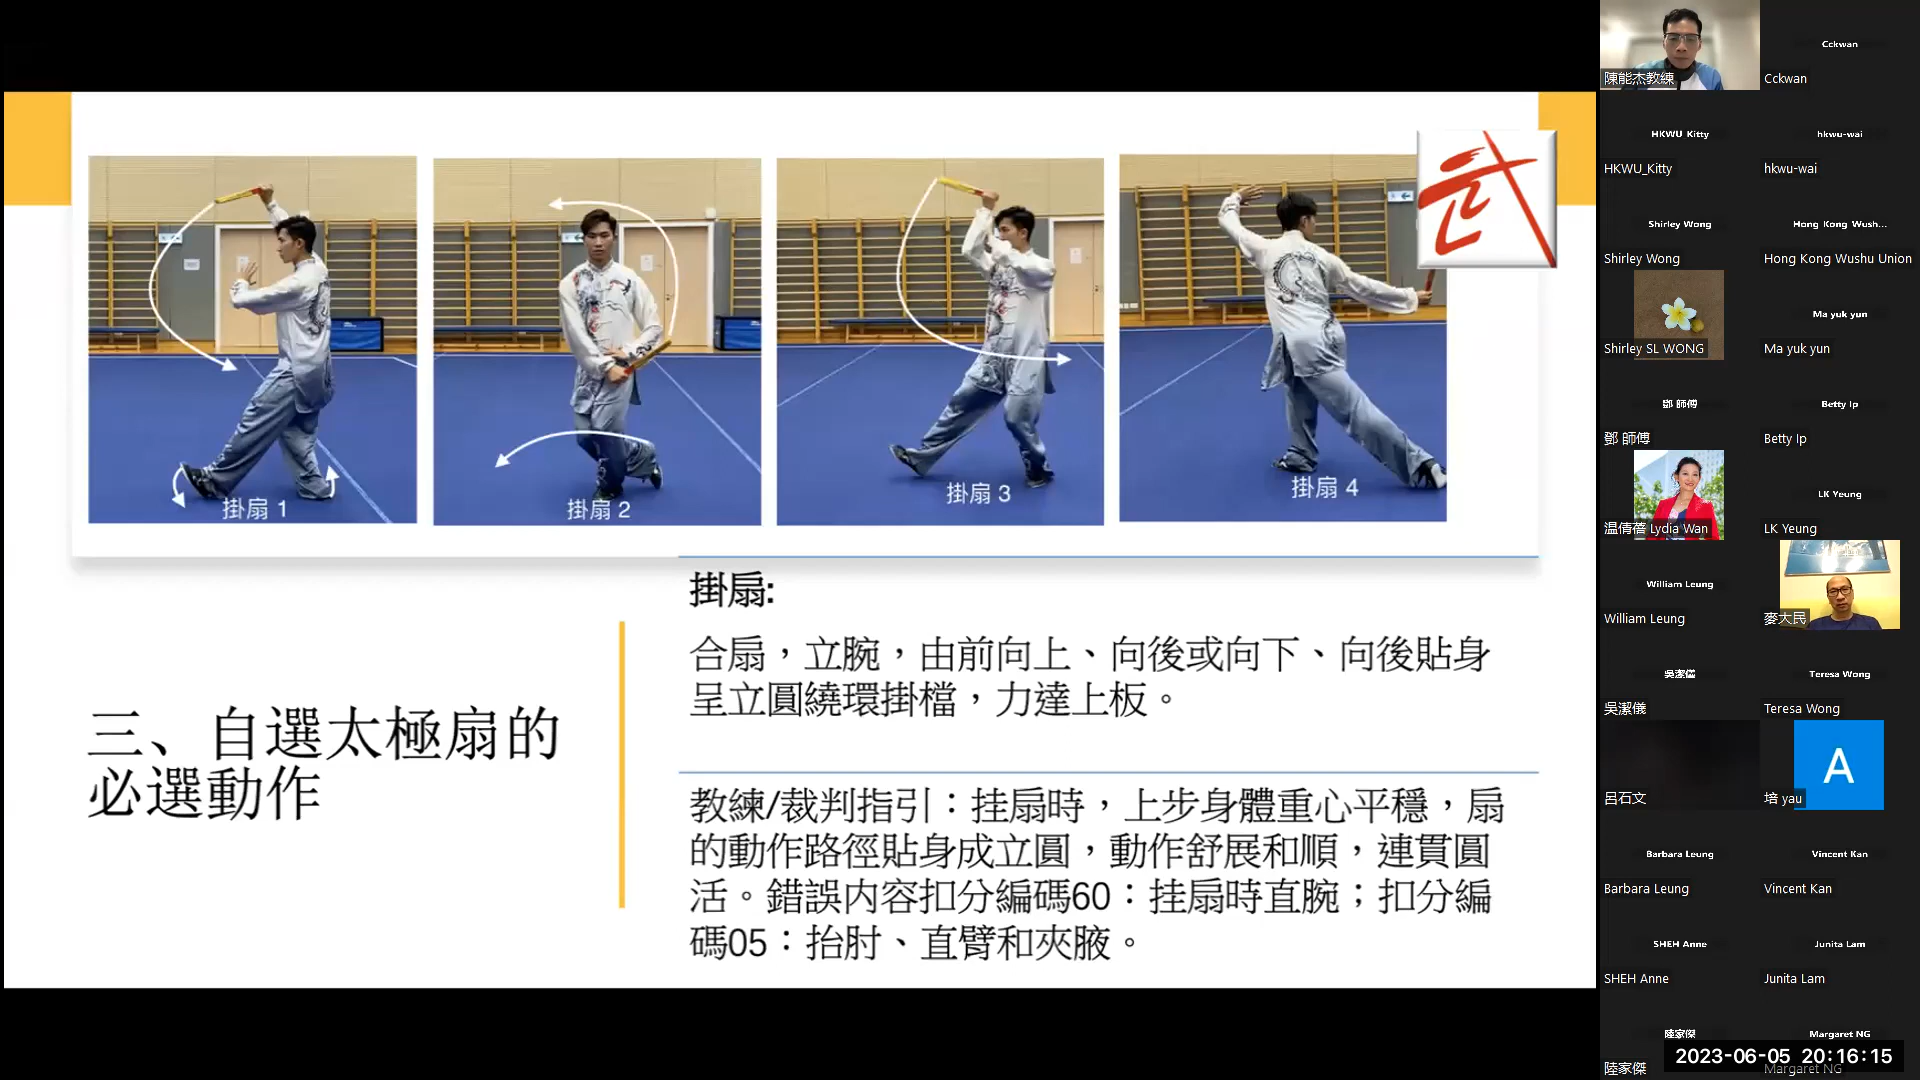 掛扇 1
掛扇 2
掛扇 3
掛扇 4
掛扇:
合扇，立腕，由前向上、向後或向下、向後貼身
呈立圓繞環掛檔，力達上板。
三、自選太極扇的
必選動作
教練/裁判指引：挂扇時，上步身體重心平穩，扇
的動作路徑貼身成立圓，動作舒展和順，連貫圓
活。錯誤内容扣分編碼60：挂扇時直腕；扣分編
碼05：抬肘、直臂和夾腋。
陳能杰教練
Cckwan
Cckwan
HKWU_Kitty
HKWU_Kitty
hkwu-wai
hkwu-wai
Shirley Wong
Shirley Wong
Hong Kong Wush...
Hong Kong Wushu Union
Shirley SL WONG
Ma yuk yun
Ma yuk yun
鄧 師傅
鄧 師傅
Betty Ip
Betty Ip
温倩蓓 Lydia Wan
LK Yeung
LK Yeung
William Leung
William Leung
麥大民
吳潔儀
吳潔儀
Teresa Wong
Teresa Wong
呂石文
A
培 yau
Barbara Leung
Barbara Leung
Vincent Kan
Vincent Kan
SHEH Anne
SHEH Anne
Junita Lam
Junita Lam
陸家傑
陸家傑
Margaret NG
Margaret NG
2023-06-05 20:16:15